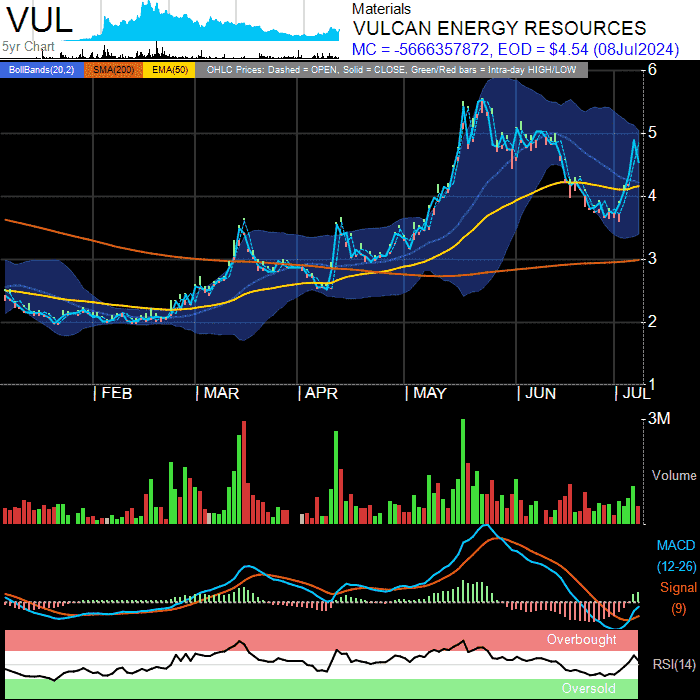 VUL
5yr Chart
Materials
VULCAN ENERGY RESOURCES
MC = -5666357872, EOD = $4.54 (08Jul2024)
BollBands(20,2) SMA(200) EMA(50) OHLC Prices: Dashed = OPEN, Solid = CLOSE, Green/Red bars = Intra-day HIGH/LOW
6
5
4
3
2
1
| FEB | MAR | APR | MAY | JUN | JUL
3M
Volume
MACD
(12-26)
Signal
(9)
Overbought
RSI(14)
Oversold